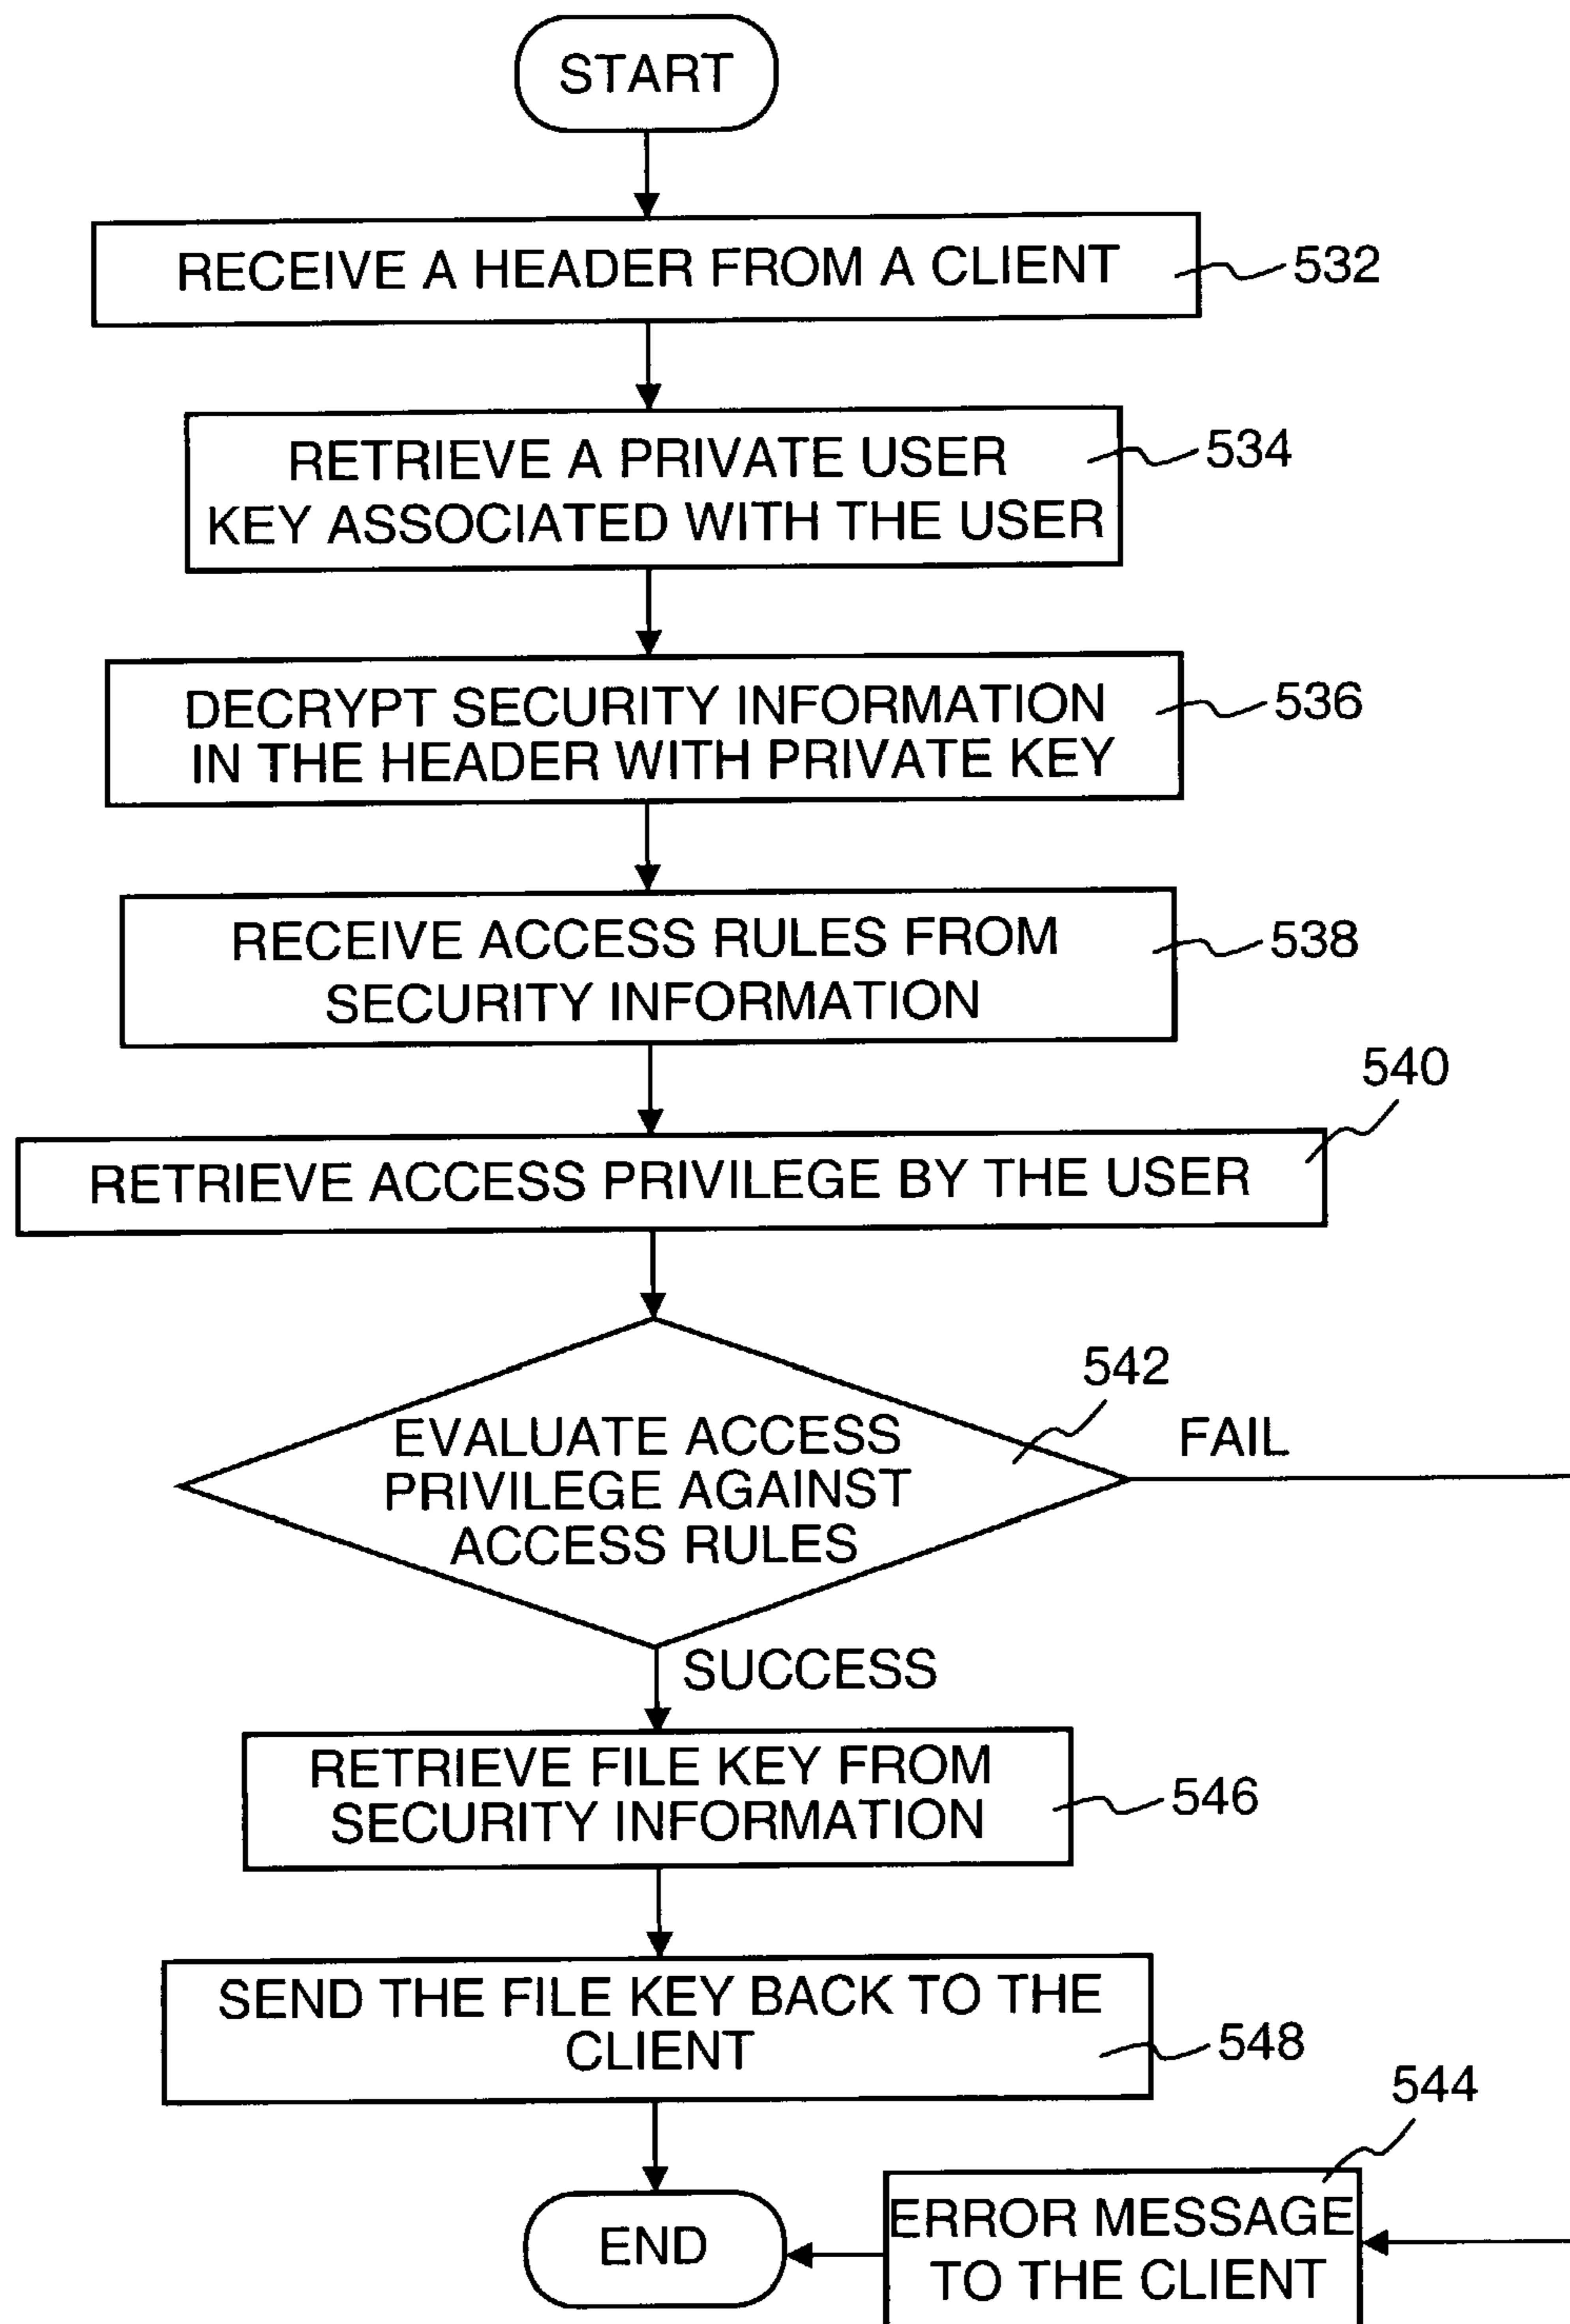 START
RECEIVE A HEADER FROM A CLIENT
532
RETRIEVE A PRIVATE USER
KEY ASSOCIATED WITH THE USER
534
DECRYPT SECURITY INFORMATION
IN THE HEADER WITH PRIVATE KEY
536
RECEIVE ACCESS RULES FROM
SECURITY INFORMATION
538
540
RETRIEVE ACCESS PRIVILEGE BY THE USER
542
EVALUATE ACCESS
PRIVILEGE AGAINST
ACCESS RULES
FAIL
SUCCESS
RETRIEVE FILE KEY FROM
SECURITY INFORMATION
546
SEND THE FILE KEY BACK TO THE
CLIENT
548
544
ERROR MESSAGE
TO THE CLIENT
END